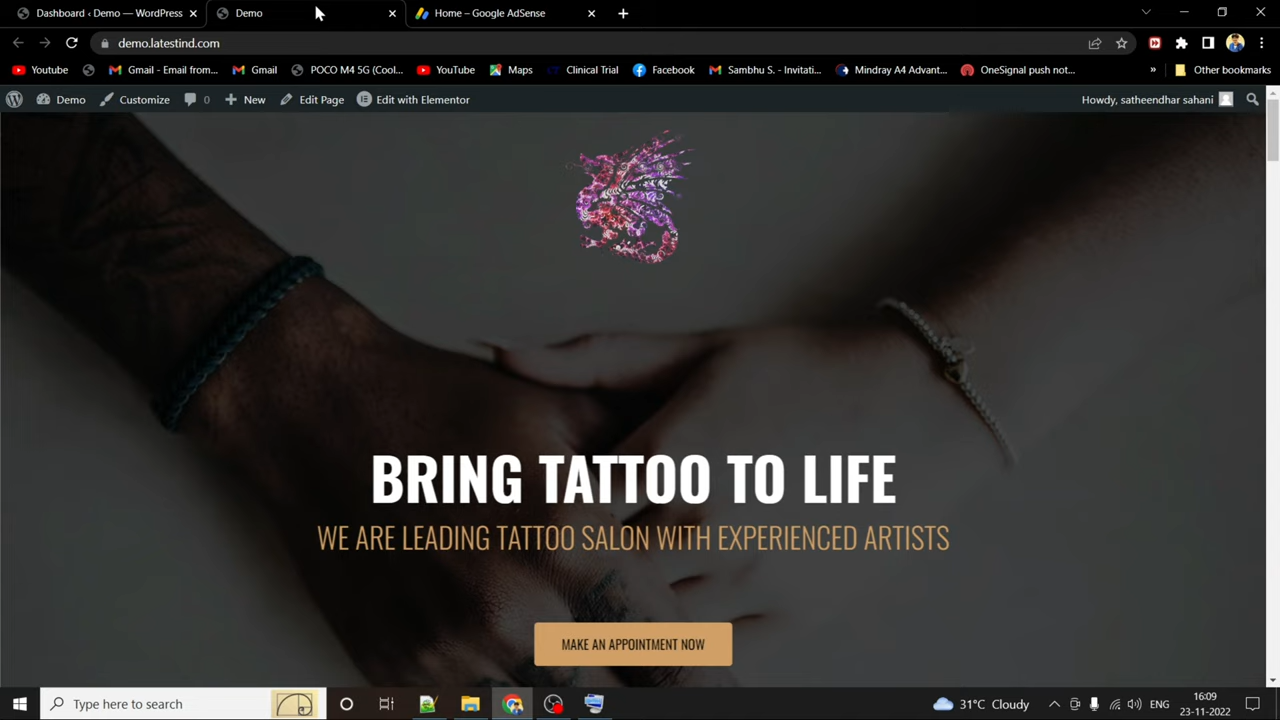 Dashboard ‹ Demo — WordPress
Demo
Home – Google AdSense
demo.latestind.com
Youtube
Gmail - Email from...
Gmail
POCO M4 5G (Cool...
YouTube
Maps
Clinical Trial
Facebook
Sambhu S. - Invitati...
Mindray A4 Advant...
OneSignal push not...
»
Other bookmarks
Demo
Customize
0
New
Edit Page
Edit with Elementor
Howdy, satheendhar sahani
BRING TATTOO TO LIFE
WE ARE LEADING TATTOO SALON WITH EXPERIENCED ARTISTS
MAKE AN APPOINTMENT NOW
Type here to search
31°C Cloudy
ENG
16:09
23-11-2022